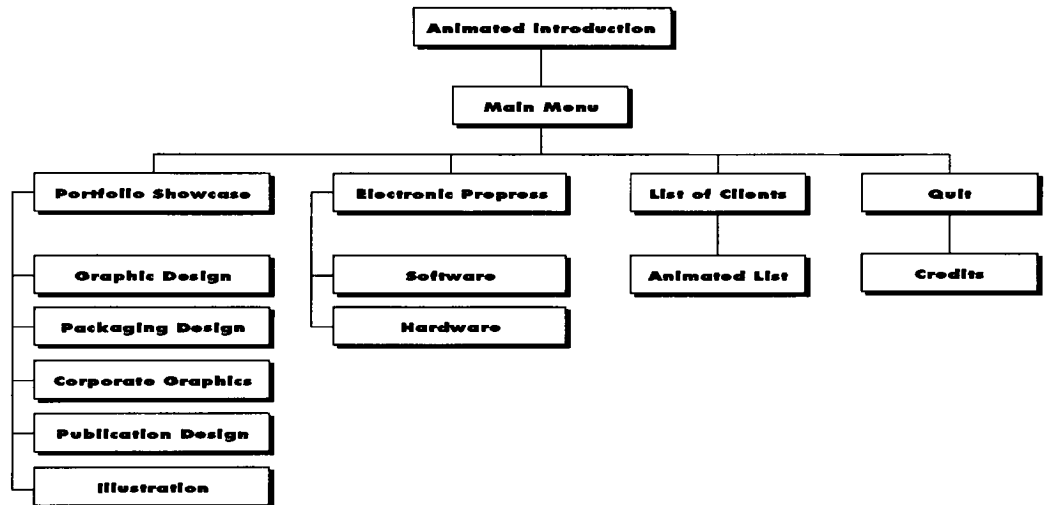 Animated Introduction
Main Menu
Portfolio Showcase
Electronic Prepress
List of Clients
Quit
Graphic Design
Software
Animated List
Credits
Packaging Design
Hardware
Corporate Graphics
Publication Design
Illustration